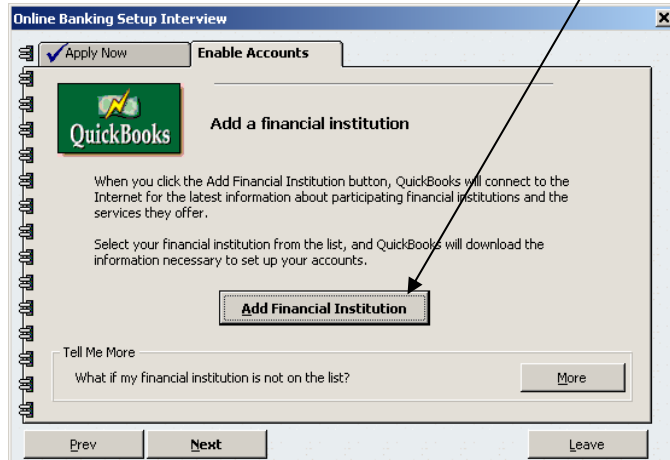 Online Banking Setup Interview
Apply Now
Enable Accounts
QuickBooks
Add a financial institution
When you click the Add Financial Institution button, QuickBooks will connect to the
Internet for the latest information about participating financial institutions and the
services they offer.
Select your financial institution from the list, and QuickBooks will download the
information necessary to set up your accounts.
Add Financial Institution
Tell Me More
What if my financial institution is not on the list?
More
Prev
Next
Leave